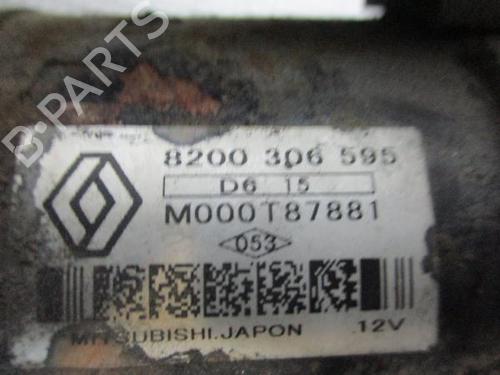 B-PARTS
8200 306 595
D6 15
M000T87881
053
MITSUBISHI.JAPON 12V